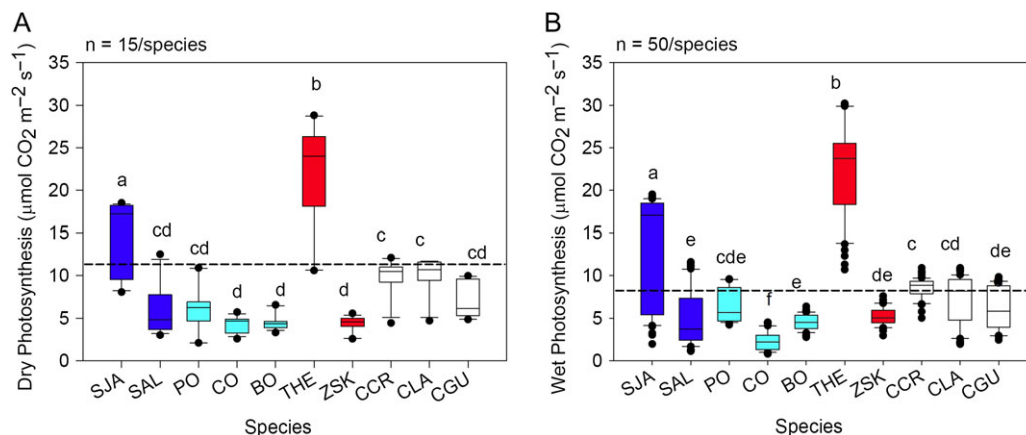 A
n = 15/species
Dry Photosynthesis (μmol CO₂ m⁻² s⁻¹)
35
30
25
20
15
10
5
0
a
cd
cd
d
d
b
d
c
c
cd
SJA
SAL
PO
CO
BO
THE
ZSK
CCR
CLA
CGU
Species
B
n = 50/species
Wet Photosynthesis (μmol CO₂ m⁻² s⁻¹)
35
30
25
20
15
10
5
0
a
e
cde
f
e
b
de
c
cd
de
SJA
SAL
PO
CO
BO
THE
ZSK
CCR
CLA
CGU
Species